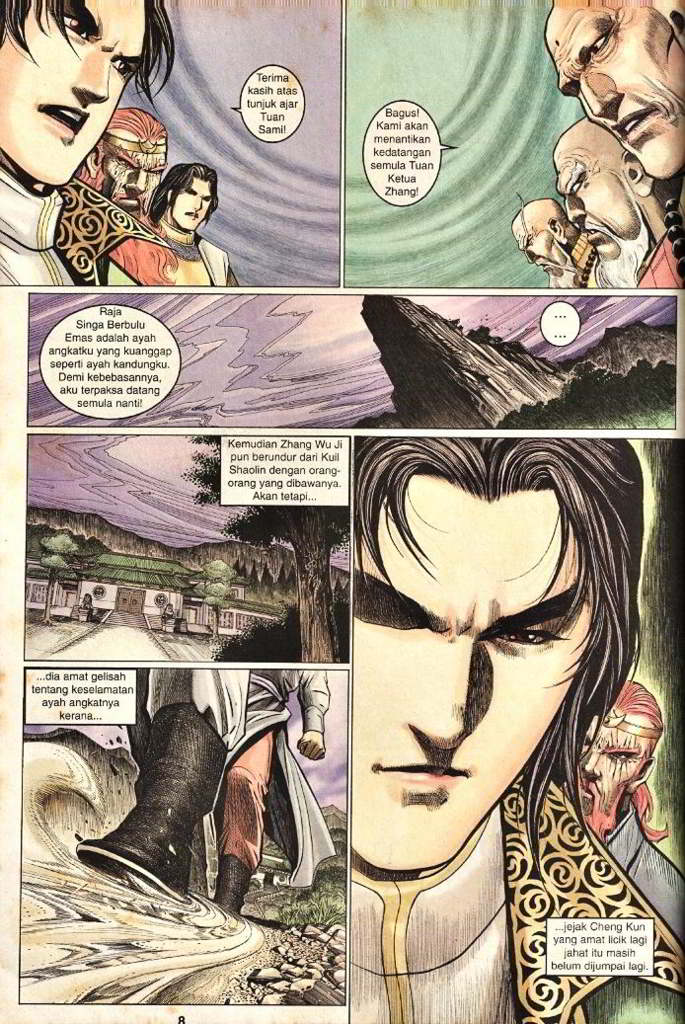 Terima
kasih atas
tunjuk ajar
Tuan
Sami!
Bagus!
Kami akan
menantikan
kedatangan
semula Tuan
Ketua
Zhang!
Raja
Singa Berbulu
Emas adalah ayah
angkatku yang kuanggap
seperti ayah kandungku.
Demi kebebasannya,
aku terpaksa datang
semula nanti!
...
...
Kemudian Zhang Wu Ji
pun berundur dari Kuil
Shaolin dengan orang-
orang yang dibawanya.
Akan tetapi...
...dia amat gelisah
tentang keselamatan
ayah angkatnya
kerana...
...jejak Cheng Kun
yang amat licik lagi
jahat itu masih
belum dijumpai lagi.
8